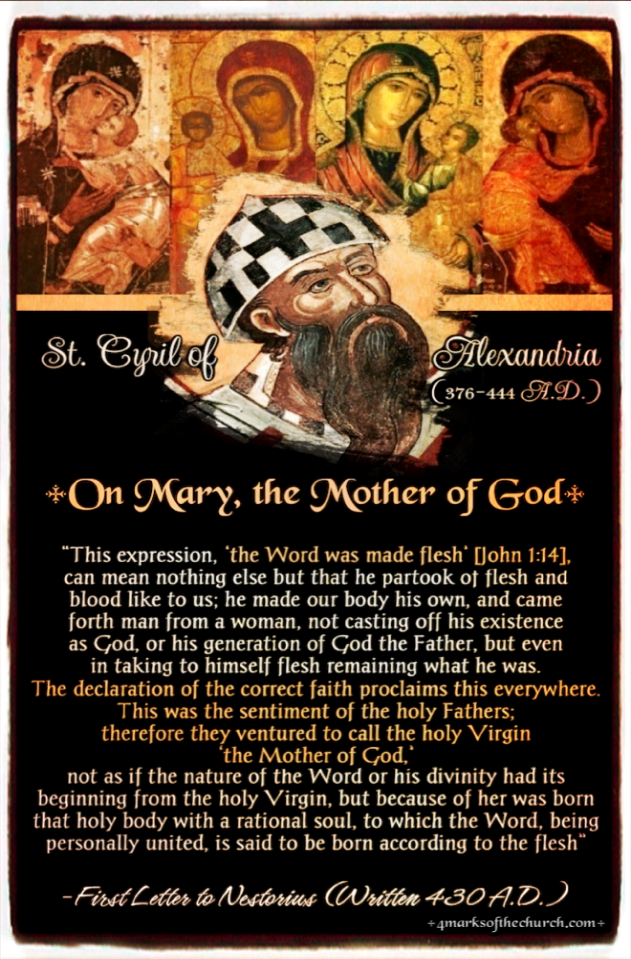 St. Cyril of Alexandria
(376-444 A.D.)
✢On Mary, the Mother of God✢
"This expression, 'the Word was made flesh' [John 1:14],
can mean nothing else but that he partook of flesh and
blood like to us; he made our body his own, and came
forth man from a woman, not casting off his existence
as God, or his generation of God the Father, but even
in taking to himself flesh remaining what he was.
The declaration of the correct faith proclaims this everywhere.
This was the sentiment of the holy Fathers;
therefore they ventured to call the holy Virgin
'the Mother of God,'
not as if the nature of the Word or his divinity had its
beginning from the holy Virgin, but because of her was born
that holy body with a rational soul, to which the Word, being
personally united, is said to be born according to the flesh"
-First Letter to Nestorius (Written 430 A.D.)
+4marksofthechurch.com+